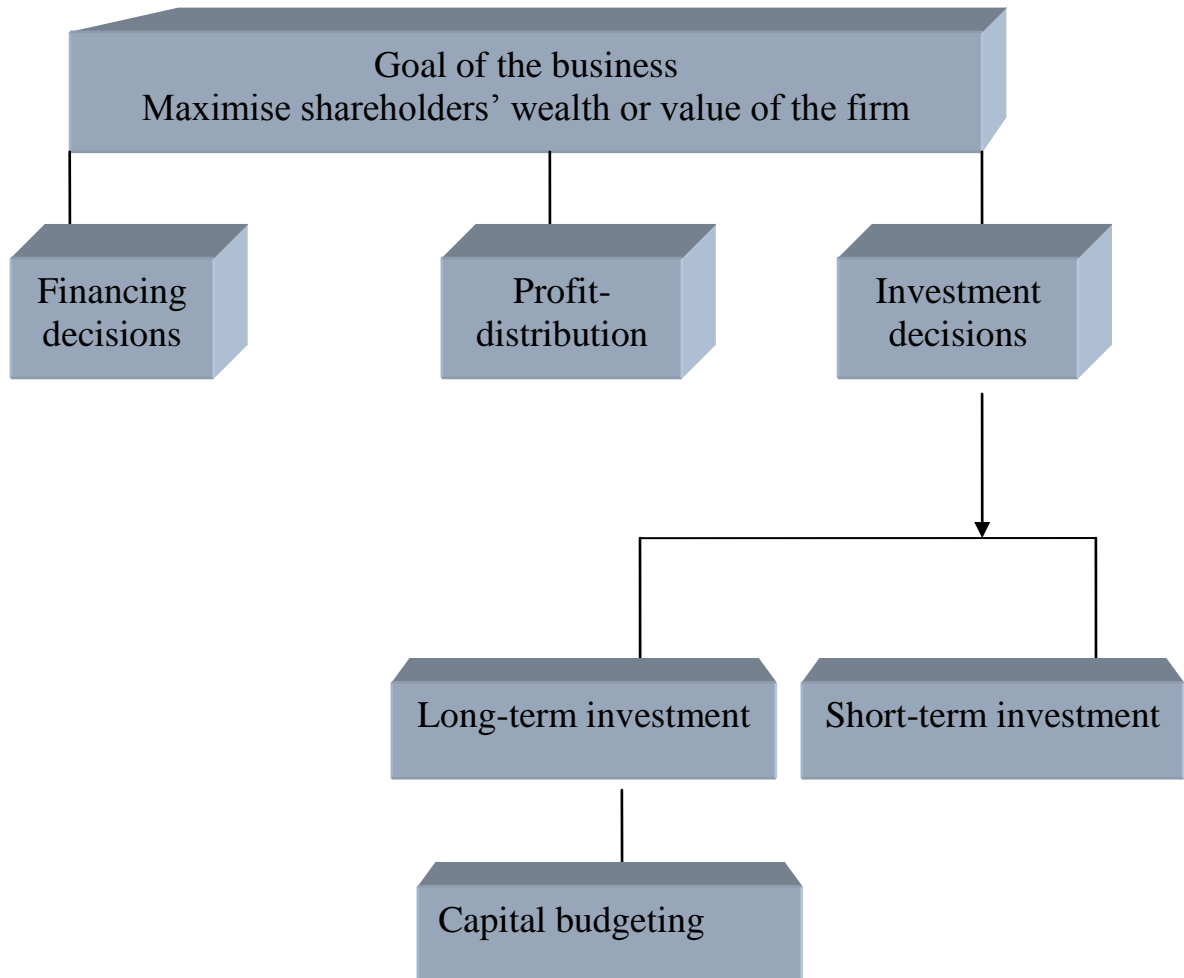 Goal of the business
Maximise shareholders’ wealth or value of the firm
Financing
decisions
Profit-
distribution
Investment
decisions
Long-term investment
Short-term investment
Capital budgeting